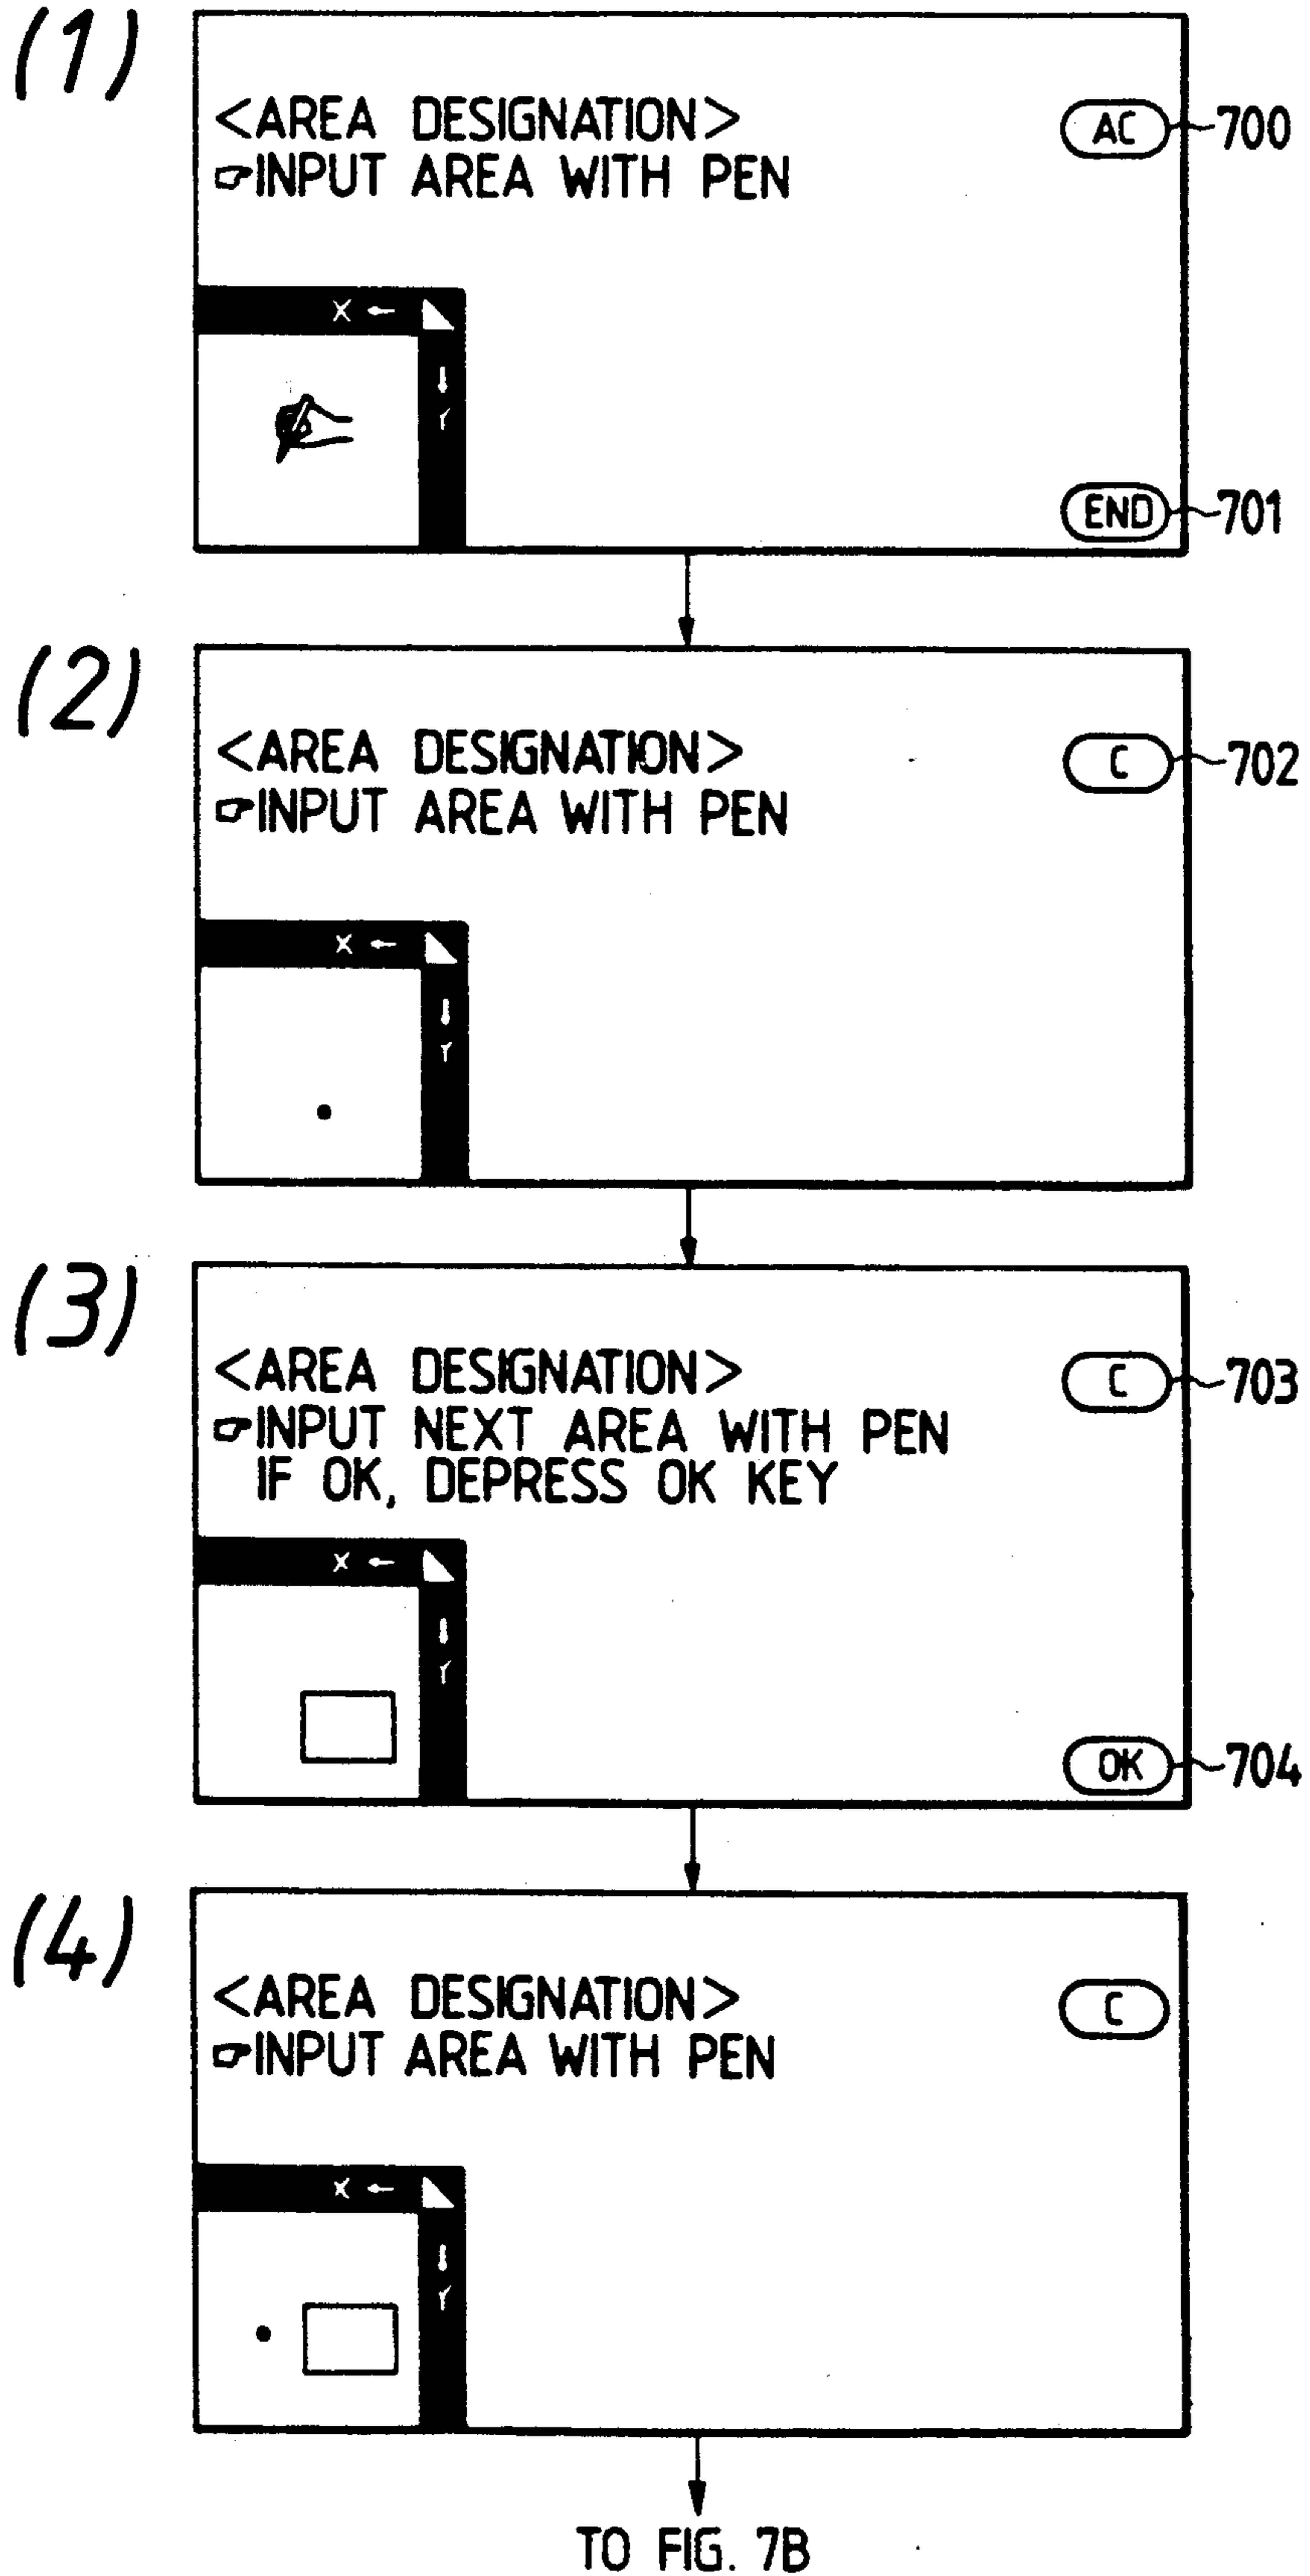 (1)
<AREA DESIGNATION>
☞INPUT AREA WITH PEN
AC 700
X ←
↓
Y
END 701
(2)
<AREA DESIGNATION>
☞INPUT AREA WITH PEN
C 702
X ←
↓
Y
(3)
<AREA DESIGNATION>
☞INPUT NEXT AREA WITH PEN
IF OK, DEPRESS OK KEY
C 703
X ←
↓
Y
OK 704
(4)
<AREA DESIGNATION>
☞INPUT AREA WITH PEN
C
X ←
↓
Y
TO FIG. 7B